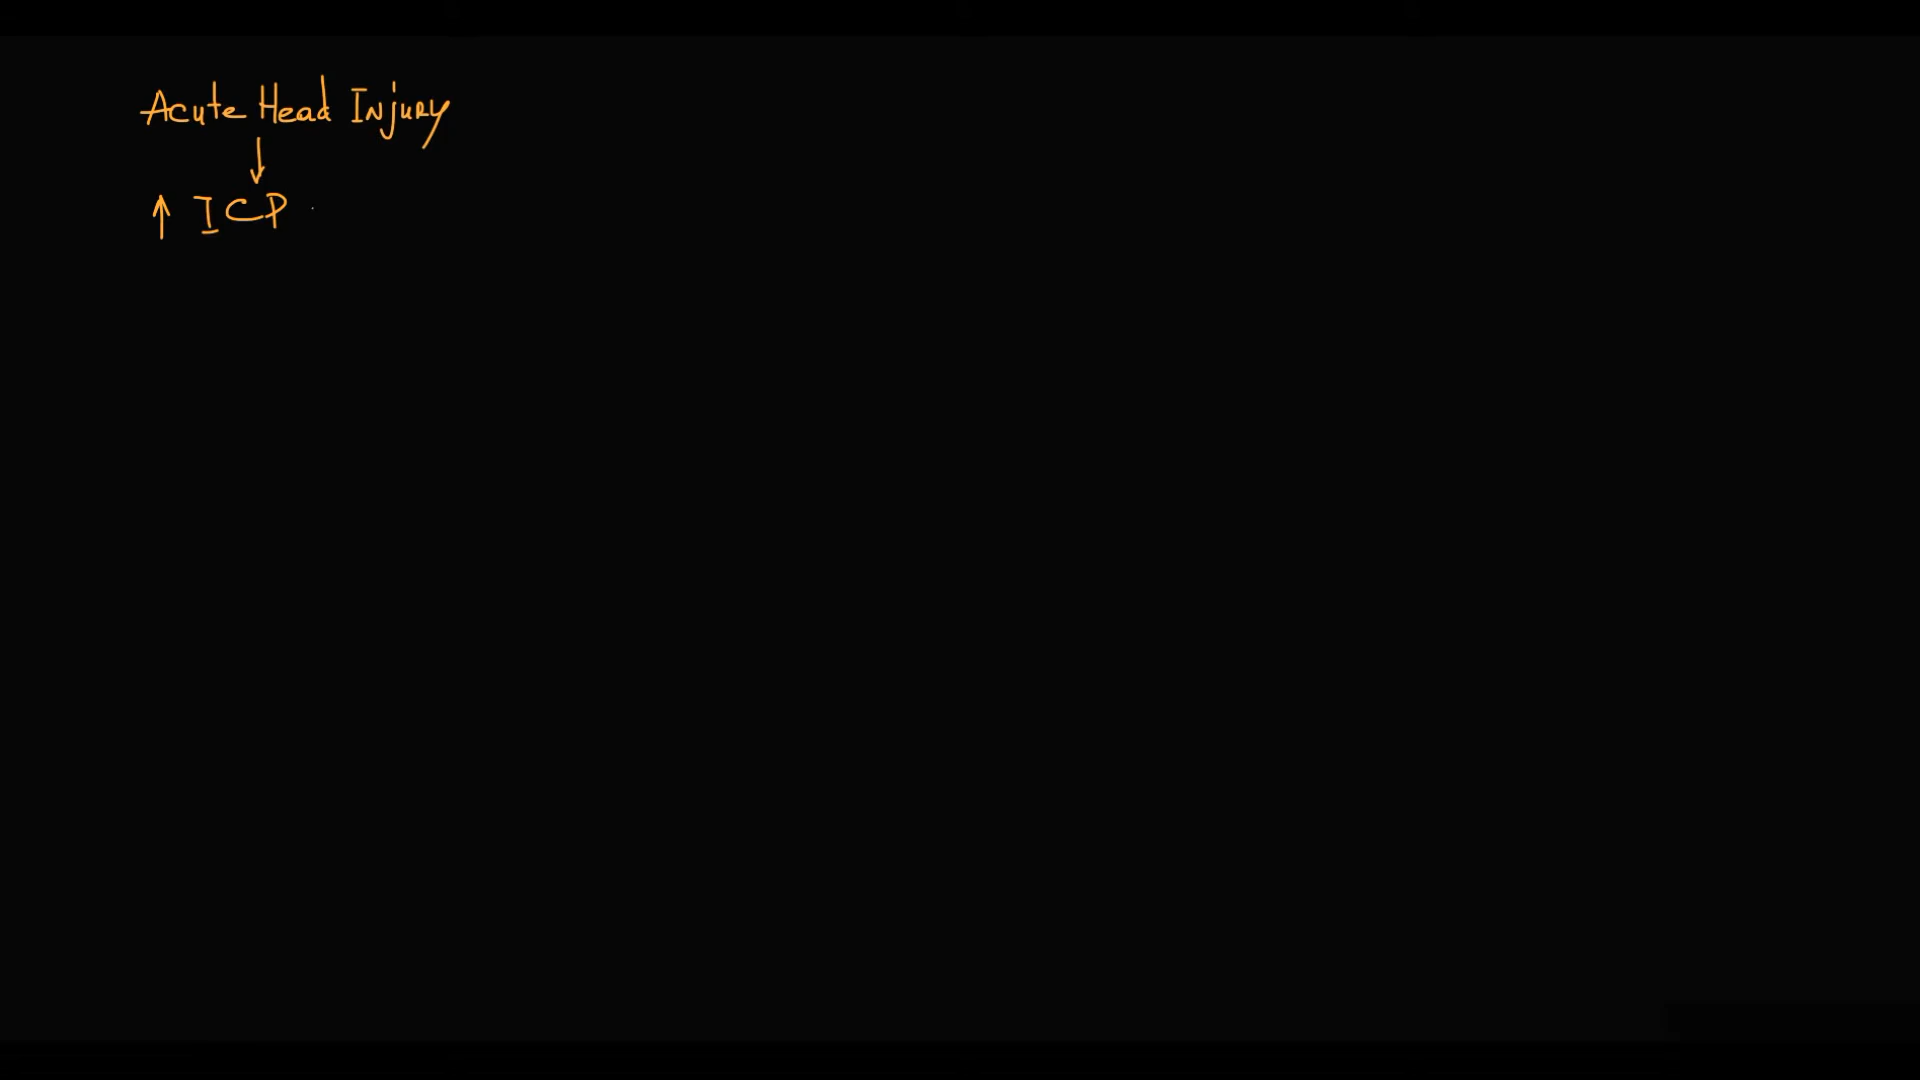 Acute Head Injury
↓
↑ ICP